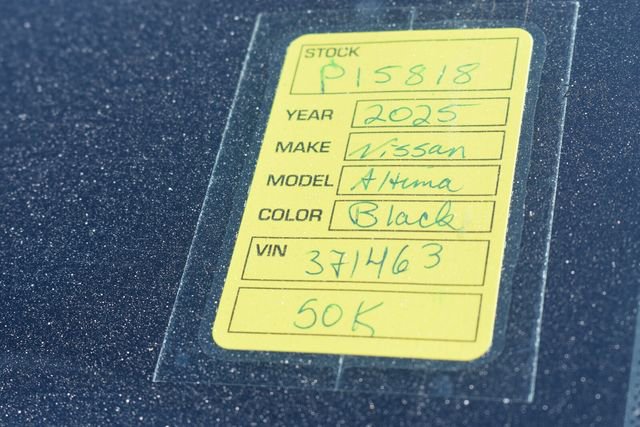 STOCK
P15818
YEAR 2025
MAKE Nissan
MODEL Altima
COLOR Black
VIN 371463
50K